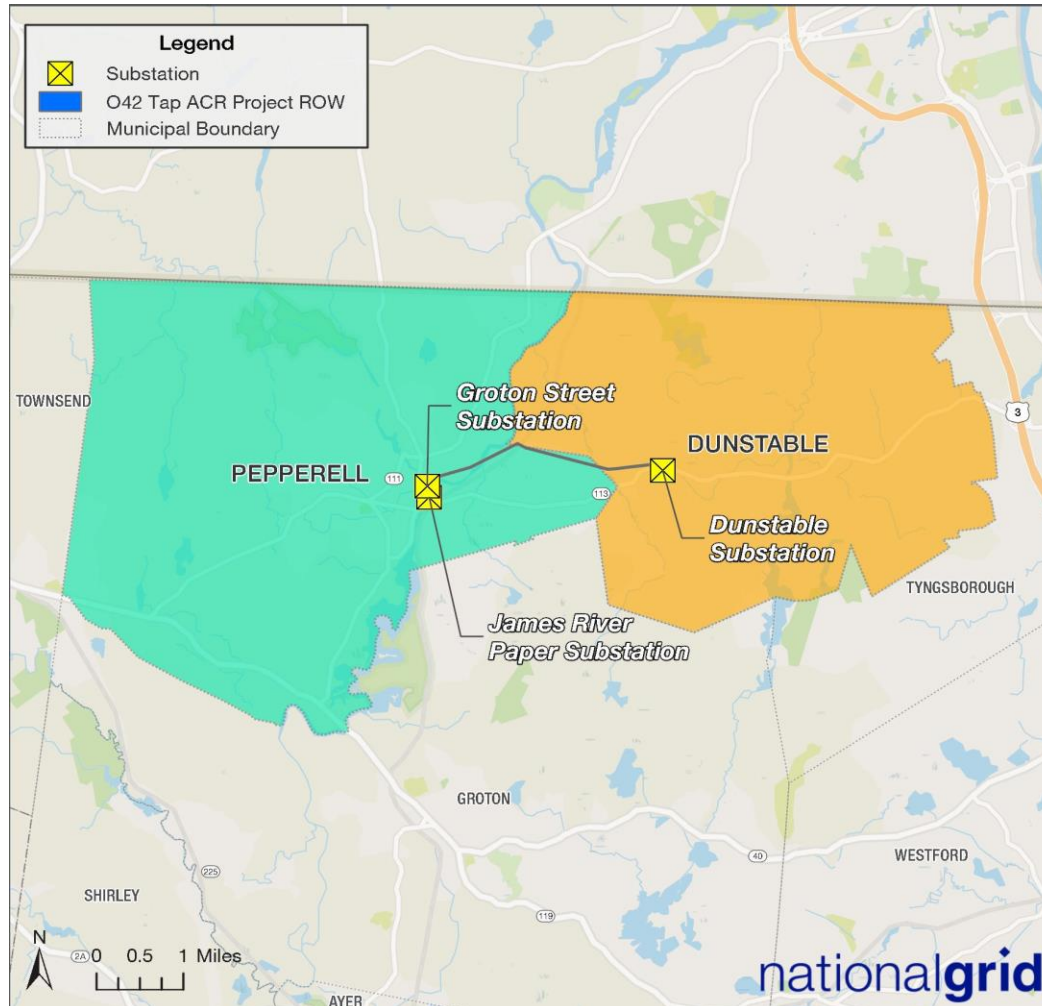 Legend
Substation
O42 Tap ACR Project ROW
Municipal Boundary
TOWNSEND
Groton Street
Substation
3
PEPPERELL
111
DUNSTABLE
113
Dunstable
Substation
TYNGSBOROUGH
James River
Paper Substation
GROTON
40
WESTFORD
225
SHIRLEY
119
N
2A
0 0.5 1 Miles
AYER
nationalgrid